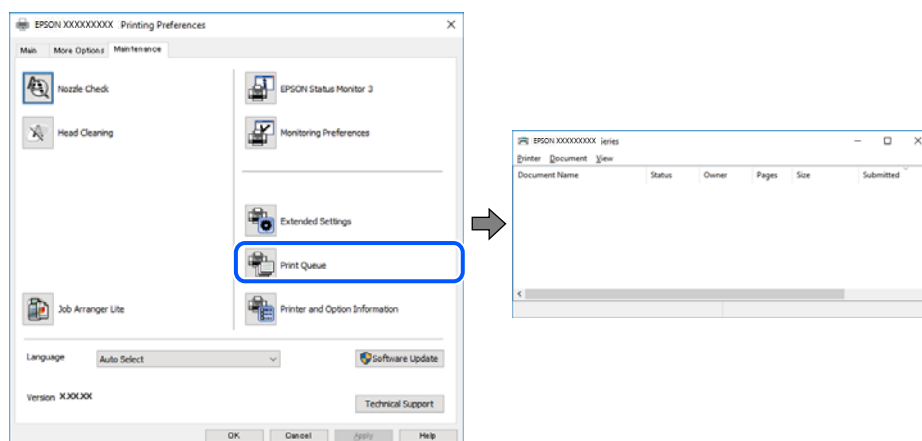 EPSON XXXXXXXXX Printing Preferences
Main More Options Maintenance
Nozzle Check
EPSON Status Monitor 3
Head Cleaning
Monitoring Preferences
Extended Settings
Print Queue
Job Arranger Lite
Printer and Option Information
Language Auto Select
Software Update
Version X.XX.XX
Technical Support
OK Cancel Apply Help
EPSON XXXXXXXXX ieries
Printer Document View
Document Name Status Owner Pages Size Submitted